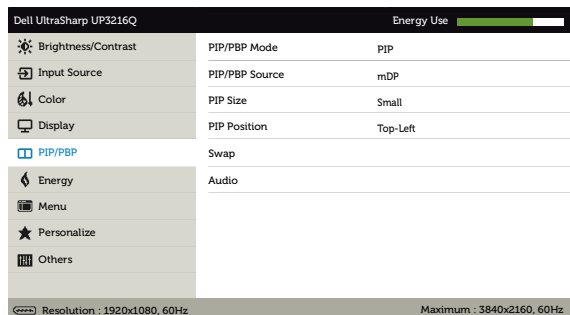 Dell UltraSharp UP3216Q Energy Use
Brightness/Contrast PIP/PBP Mode PIP
Input Source PIP/PBP Source mDP
Color PIP Size Small
Display PIP Position Top-Left
PIP/PBP Swap
Energy Audio
Menu
Personalize
Others
Resolution : 1920x1080, 60Hz Maximum : 3840x2160, 60Hz